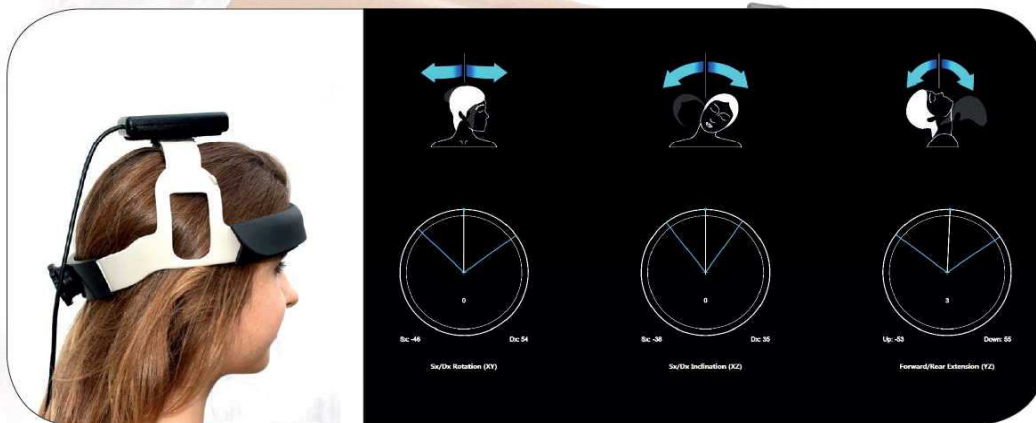 0
Sx: -46
Dx: 54
Sx/Dx Rotation (XY)
0
Sx: -36
Dx: 35
Sx/Dx Inclination (XZ)
3
Up: -53
Down: 55
Forward/Rear Extension (YZ)